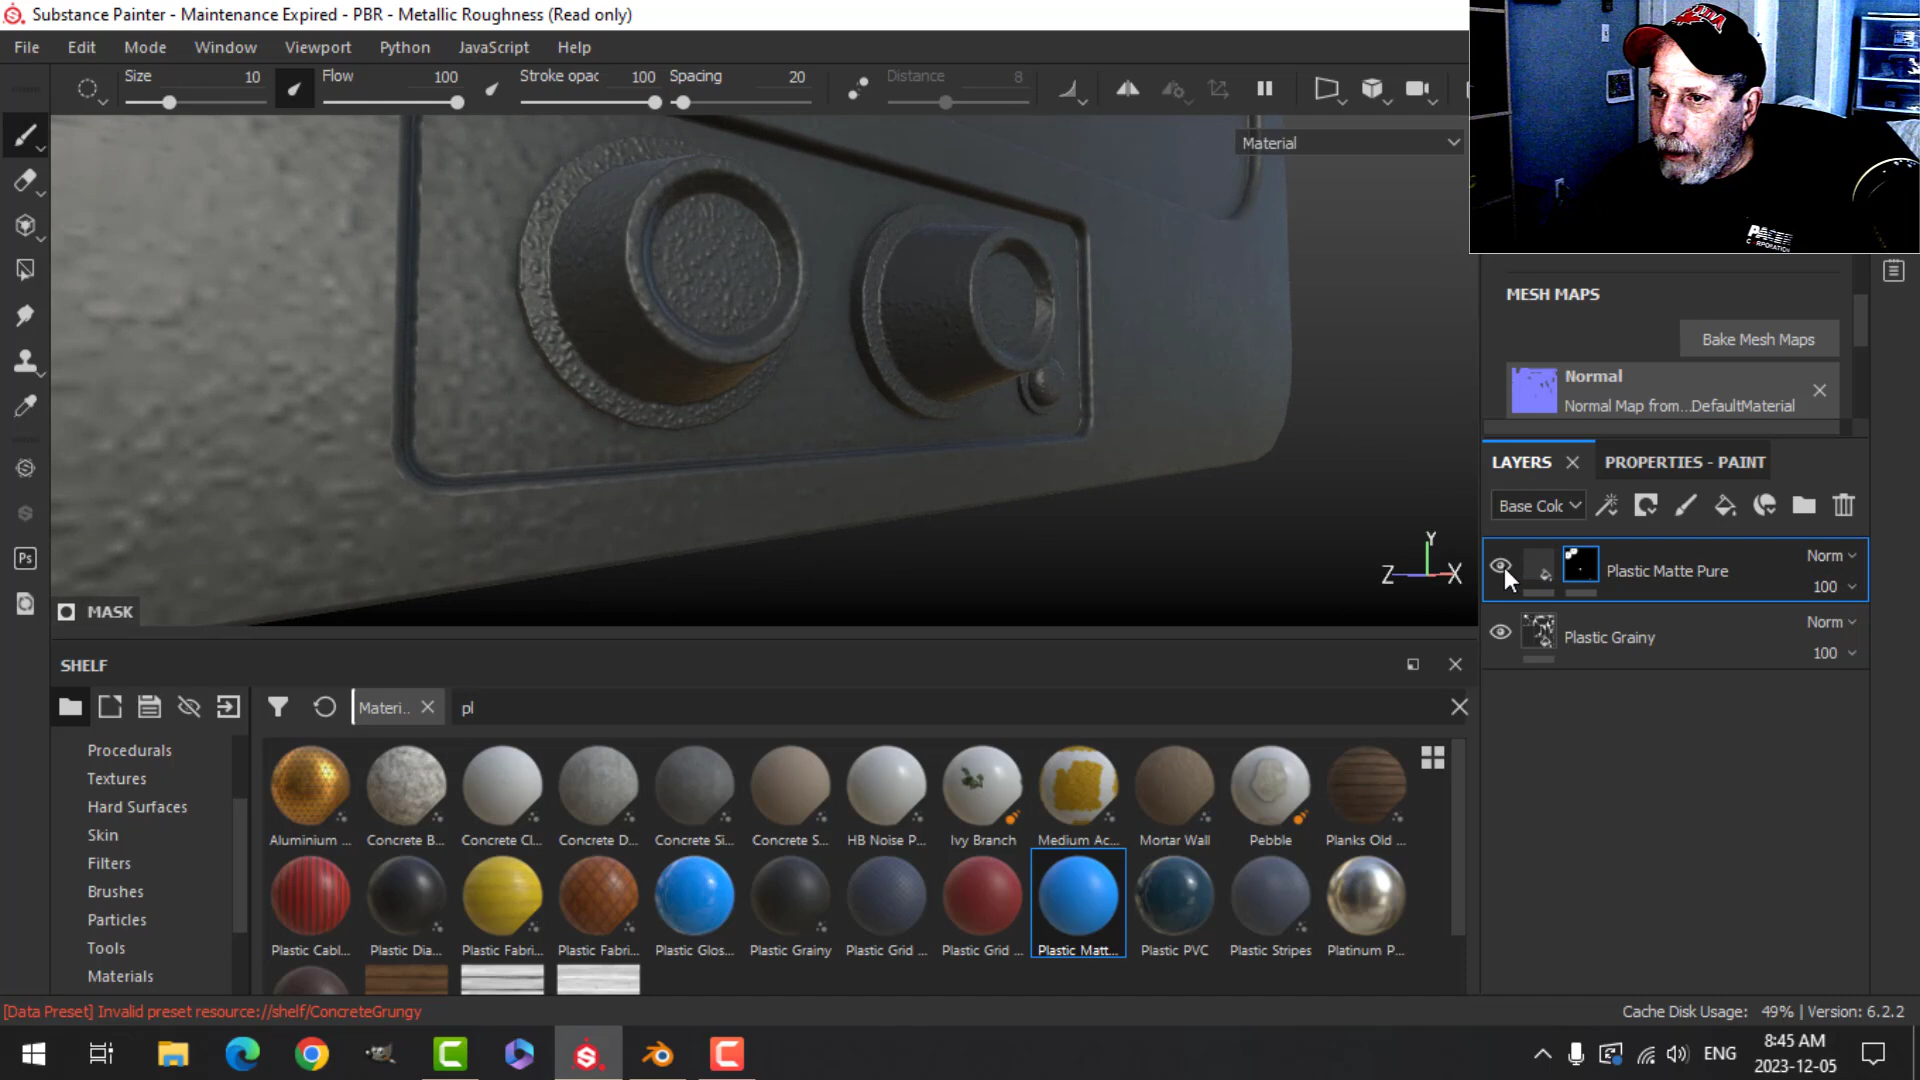 Substance Painter - Maintenance Expired - PBR - Metallic Roughness (Read only)
File Edit Mode Window Viewport Python JavaScript Help
Size 10 Flow 100 Stroke opac 100 Spacing 20 Distance 8
Material
PACER
CORPORATION
MESH MAPS
Bake Mesh Maps
Normal
Normal Map from...DefaultMaterial
LAYERS PROPERTIES - PAINT
Base Colc
Plastic Matte Pure Norm
100
Plastic Grainy Norm
100
Y
Z X
MASK
Ps
SHELF
Materi.. pl
Procedurals
Textures
Hard Surfaces
Skin
Filters
Brushes
Particles
Tools
Materials
Aluminium ... Concrete B... Concrete Cl... Concrete D... Concrete Si... Concrete S... HB Noise P... Ivy Branch Medium Ac... Mortar Wall Pebble Planks Old ...
Plastic Cabl... Plastic Dia... Plastic Fabri... Plastic Fabri... Plastic Glos... Plastic Grainy Plastic Grid ... Plastic Grid ... Plastic Matt... Plastic PVC Plastic Stripes Platinum P...
[Data Preset] Invalid preset resource://shelf/ConcreteGrungy
Cache Disk Usage: 49% | Version: 6.2.2
ENG
8:45 AM
2023-12-05